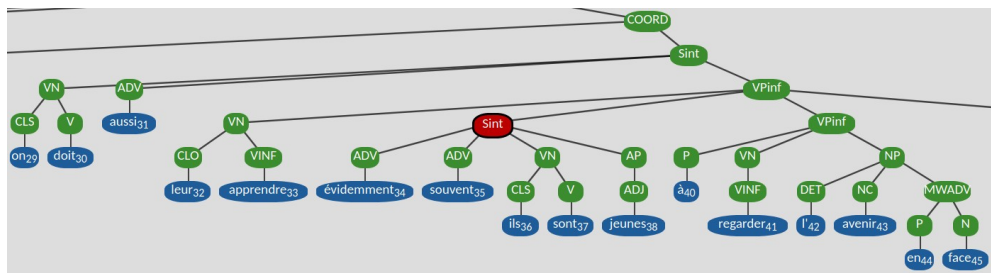 COORD
Sint
VN ADV VPinf
CLS V aussi31 VN Sint VPinf
on29 doit30 CLO VINF ADV ADV VN AP P VN NP
leur32 apprendre33 évidemment34 souvent35 CLS V ADJ à40 VINF DET NC MWADV
ils36 sont37 jeunes38 regarder41 l'42 avenir43 P N
en44 face45